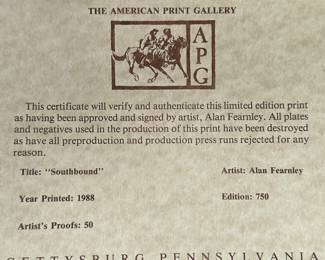 THE AMERICAN PRINT GALLERY
APG
This certificate will verify and authenticate this limited edition print
as having been approved and signed by artist, Alan Fearnley. All plates
and negatives used in the production of this print have been destroyed
as have all preproduction and production press runs rejected for any
reason.
Title: "Southbound" Artist: Alan Fearnley
Year Printed: 1988 Edition: 750
Artist's Proofs: 50
GETTYSBURG PENNSYLVANIA